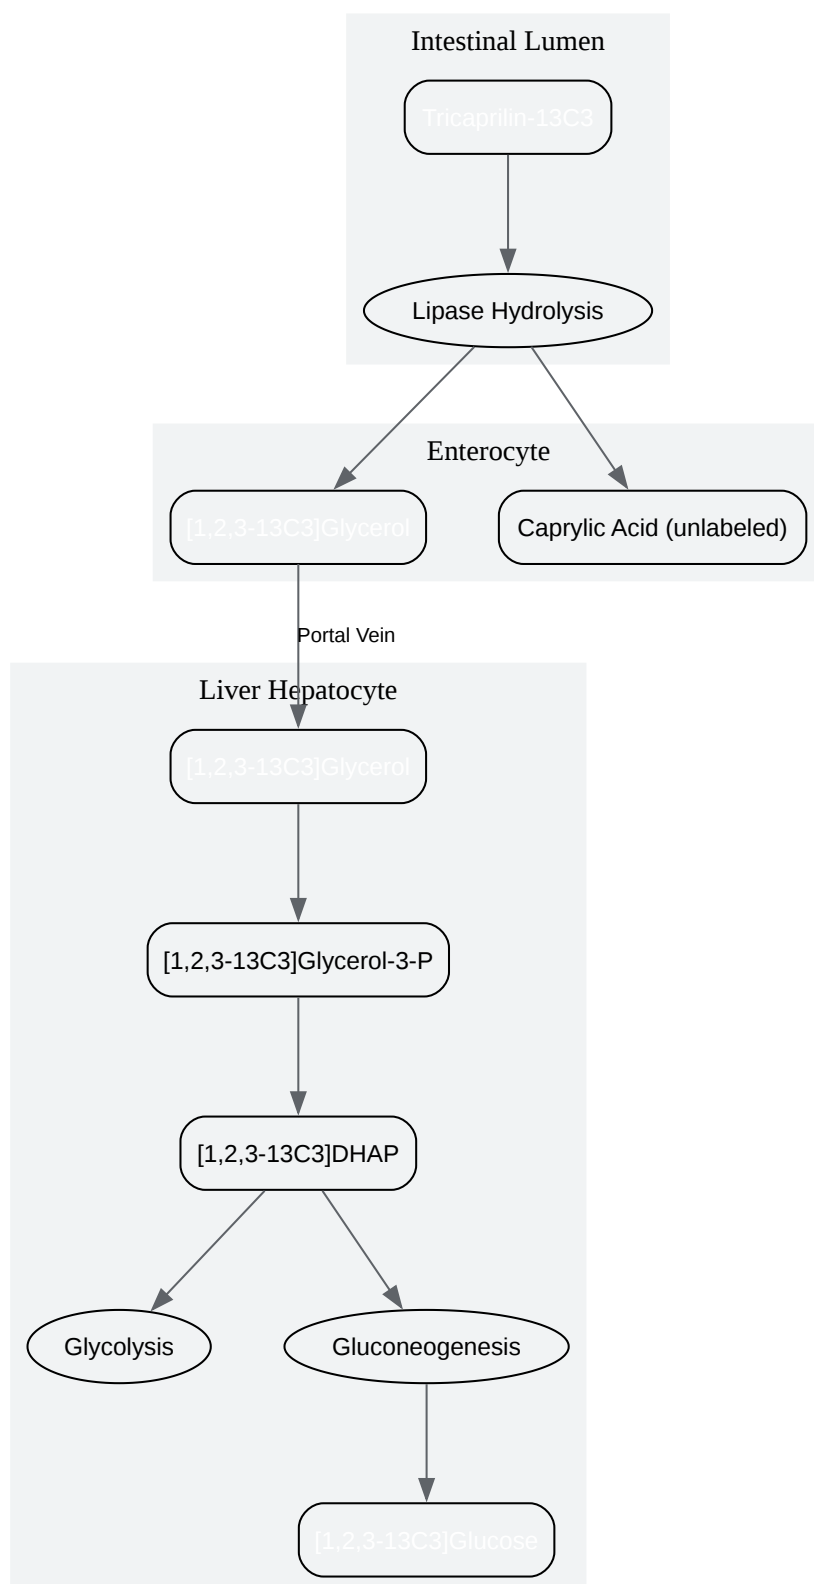 Intestinal Lumen
Tricaprilin-13C3
Lipase Hydrolysis
Enterocyte
[1,2,3-13C3]Glycerol
Caprylic Acid (unlabeled)
Portal Vein
Liver Hepatocyte
[1,2,3-13C3]Glycerol
[1,2,3-13C3]Glycerol-3-P
[1,2,3-13C3]DHAP
Glycolysis
Gluconeogenesis
[1,2,3-13C3]Glucose